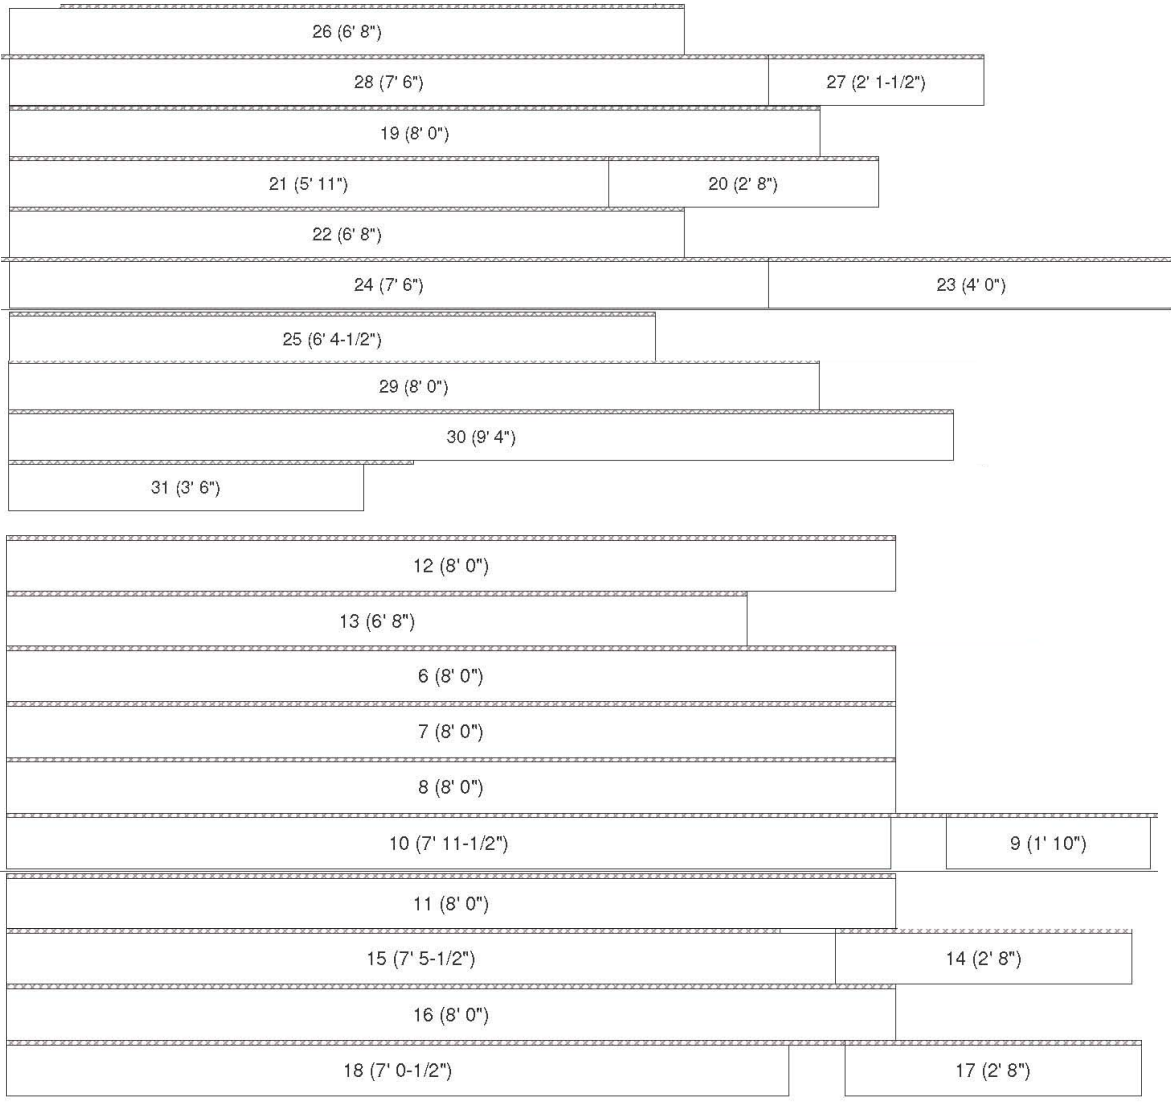 26 (6' 8")
28 (7' 6") 27 (2' 1-1/2")
19 (8' 0")
21 (5' 11") 20 (2' 8")
22 (6' 8")
24 (7' 6") 23 (4' 0")
25 (6' 4-1/2")
29 (8' 0")
30 (9' 4")
31 (3' 6")
12 (8' 0")
13 (6' 8")
6 (8' 0")
7 (8' 0")
8 (8' 0")
10 (7' 11-1/2") 9 (1' 10")
11 (8' 0")
15 (7' 5-1/2") 14 (2' 8")
16 (8' 0")
18 (7' 0-1/2") 17 (2' 8")